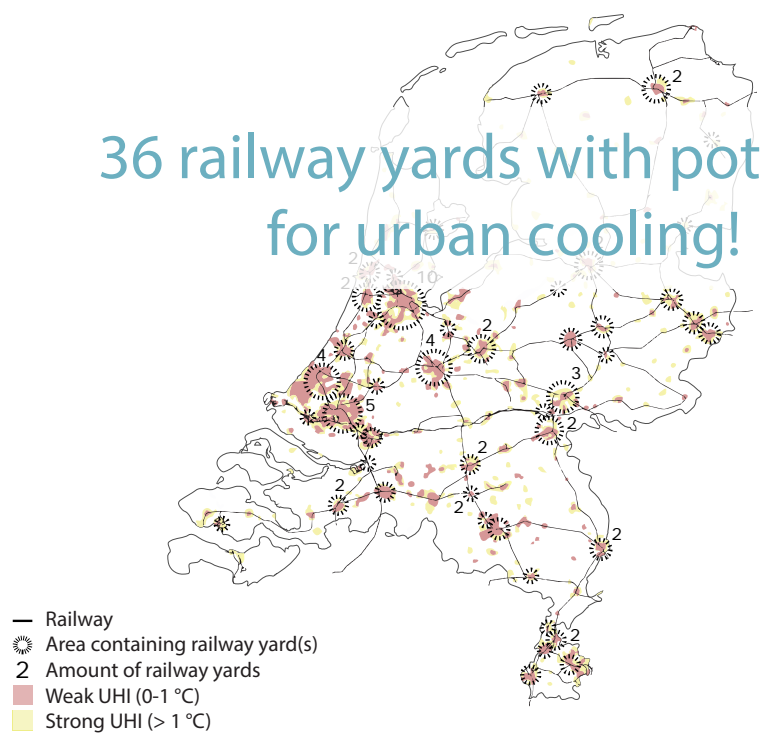 2
36 railway yards with pot
for urban cooling!
2
2
10
2
4
4
3
5
2
2
2
2
2
2
Railway
Area containing railway yard(s)
2 Amount of railway yards
Weak UHI (0-1 °C)
Strong UHI (> 1 °C)